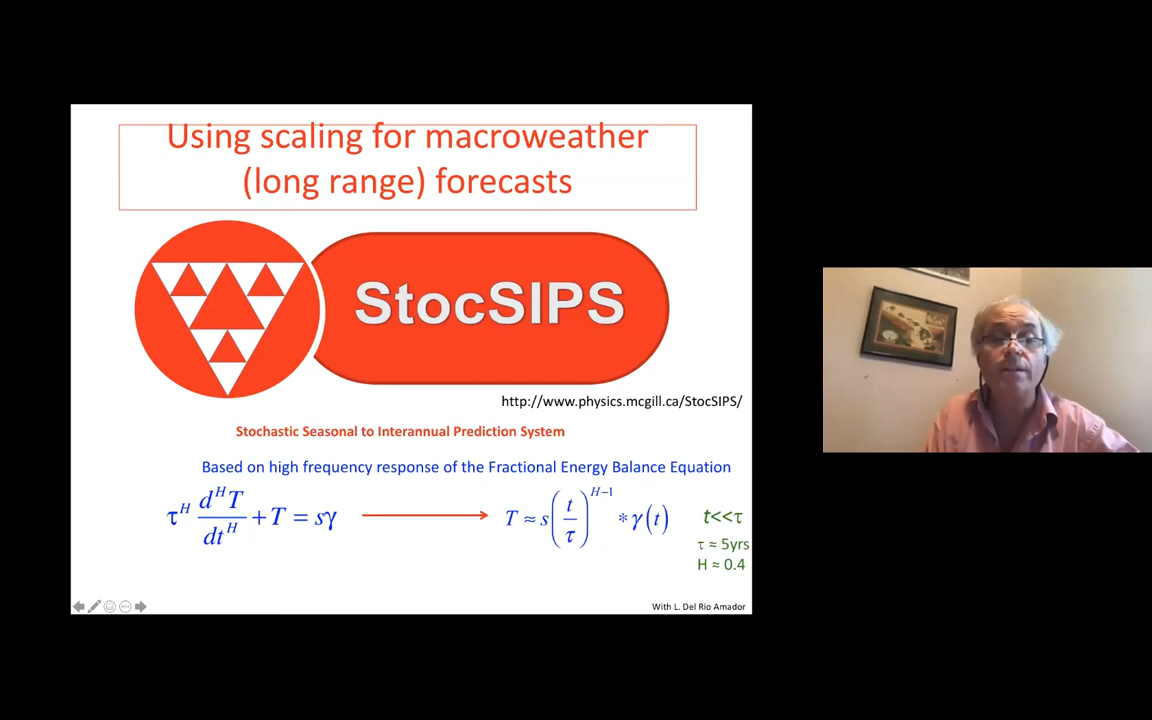 Using scaling for macroweather
(long range) forecasts
StocSIPS
http://www.physics.mcgill.ca/StocSIPS/
Stochastic Seasonal to Interannual Prediction System
Based on high frequency response of the Fractional Energy Balance Equation
τ^H d^H T / dt^H + T = sγ
T ≈ s (t/τ)^(H−1) * γ(t)
t<<τ
τ ≈ 5yrs
H ≈ 0.4
With L. Del Rio Amador